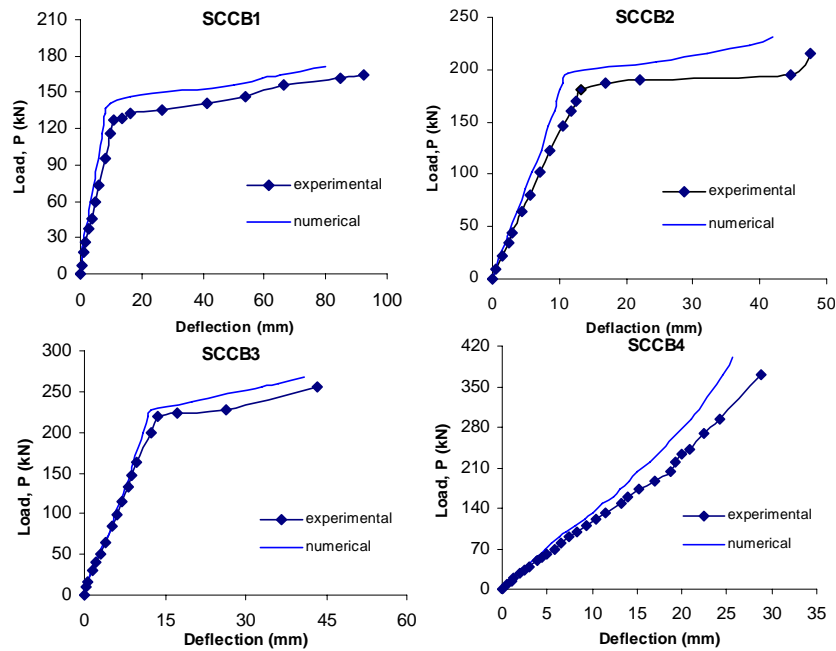 SCCB1
210
180
150
120
90
60
30
0
Load, P (kN)
experimental
numerical
0 20 40 60 80 100
Deflection (mm)
SCCB2
250
200
150
100
50
0
Load,P (kN)
experimental
numerical
0 10 20 30 40 50
Deflaction (mm)
SCCB3
300
250
200
150
100
50
0
Load, P (kN)
experimental
numerical
0 15 30 45 60
Deflection (mm)
SCCB4
420
350
280
210
140
70
0
Load, P (kN)
experimental
numerical
0 5 10 15 20 25 30 35
Deflection (mm)